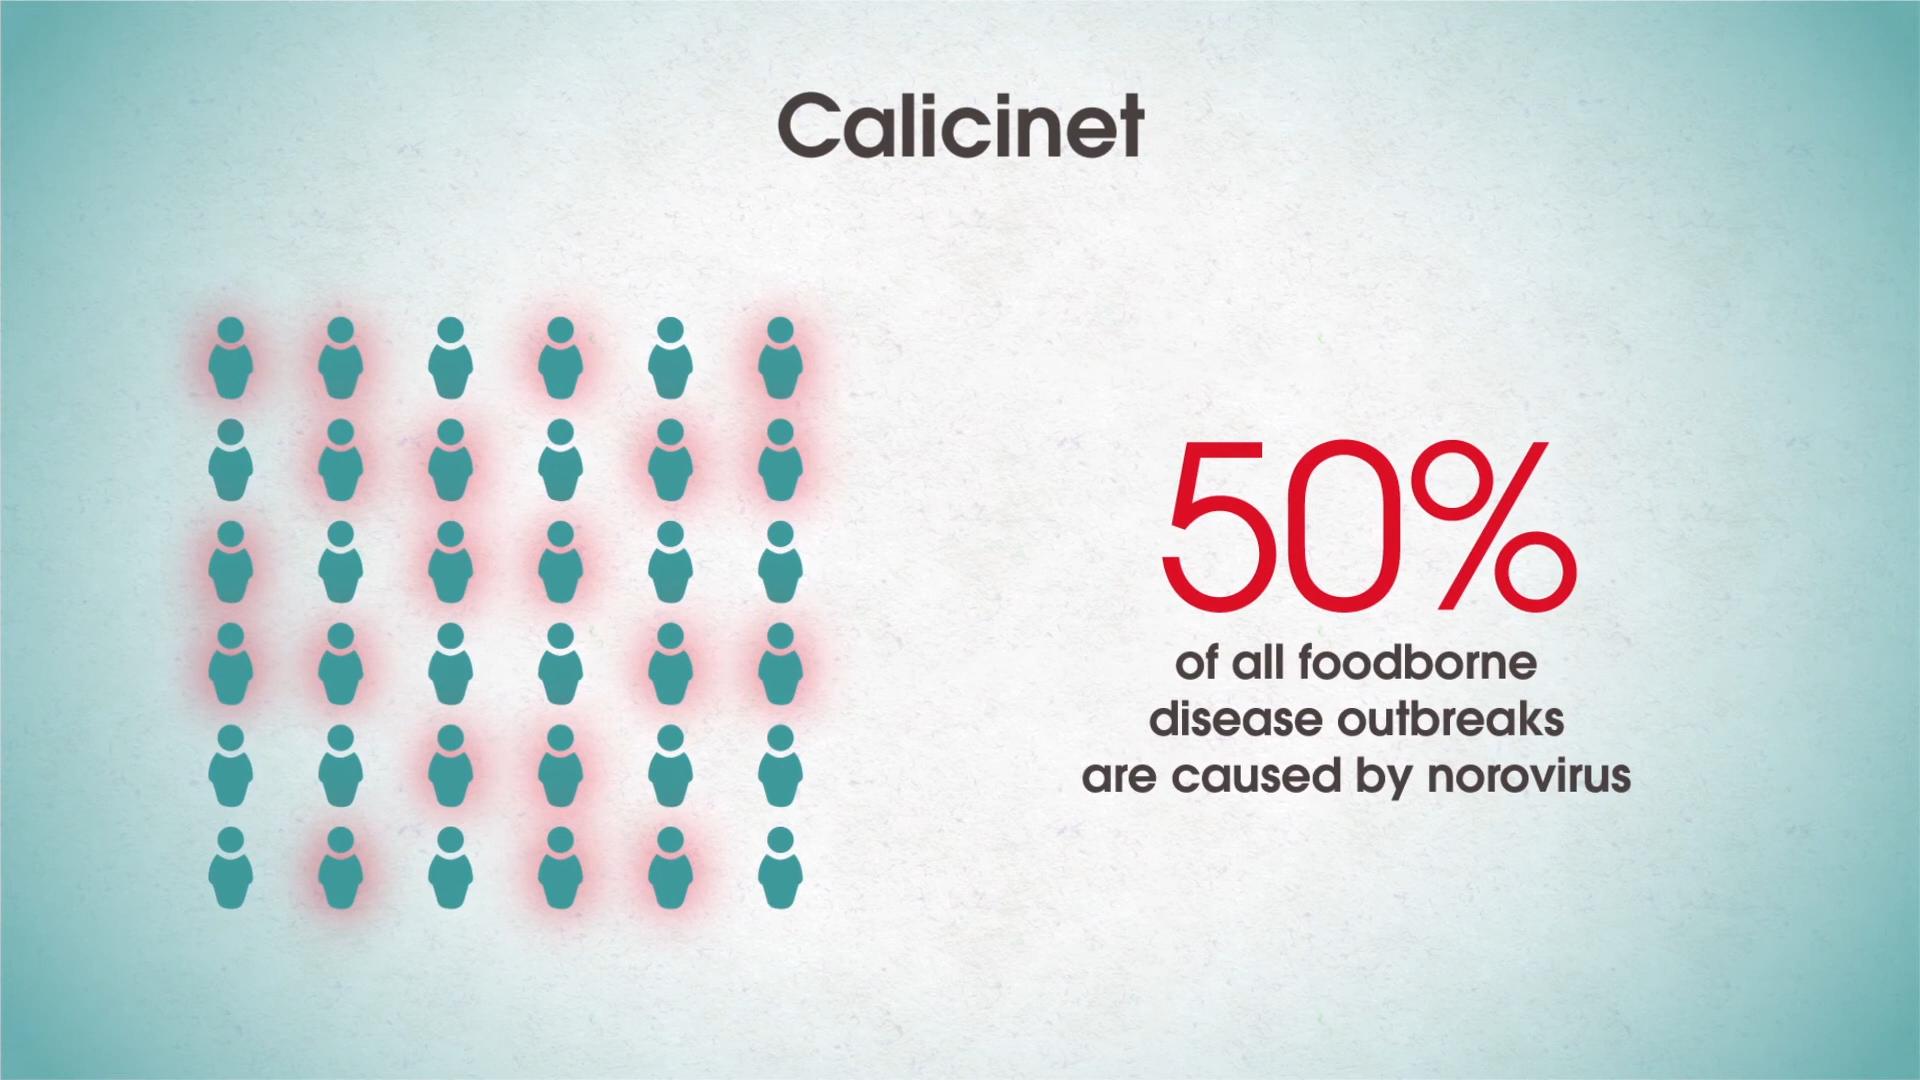 Calicinet
50%
of all foodborne
disease outbreaks
are caused by norovirus